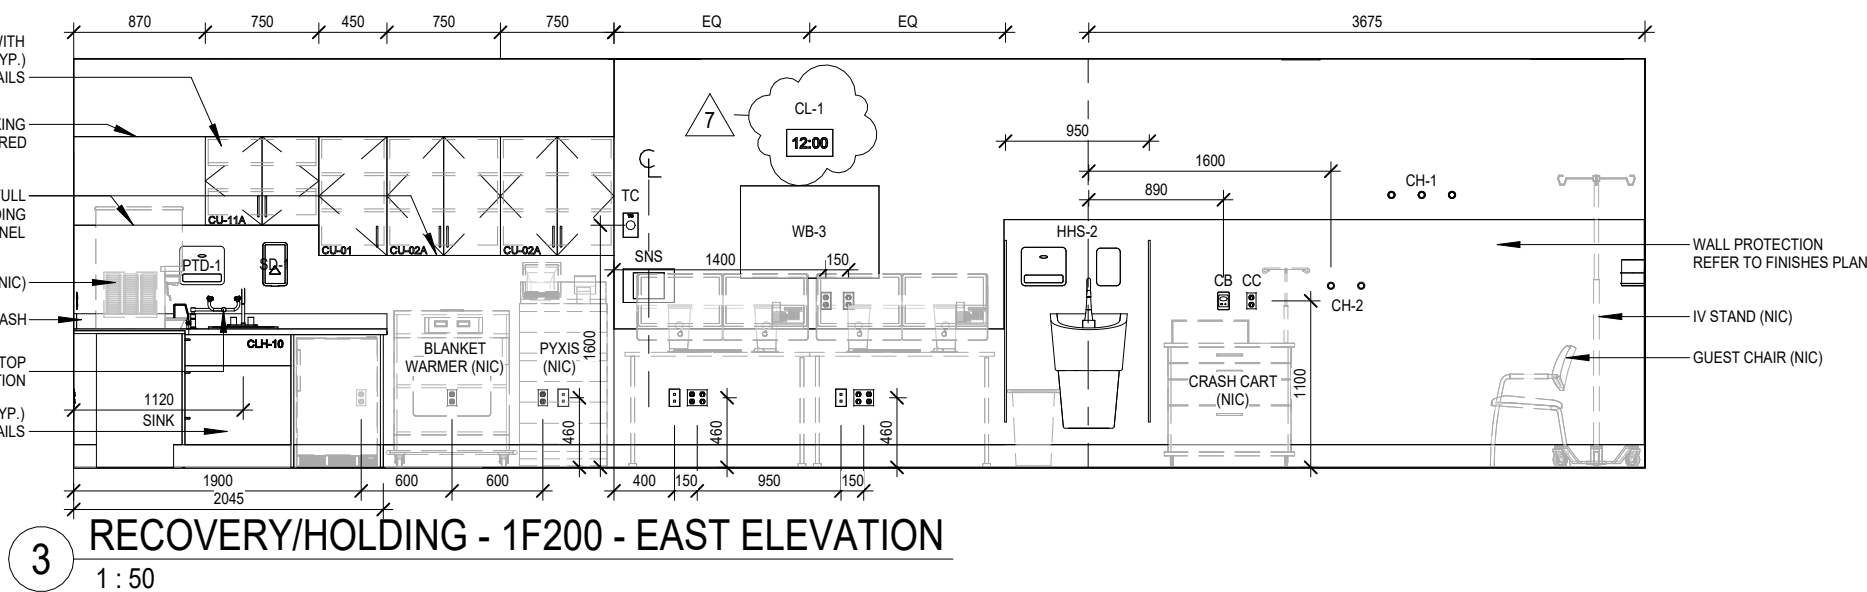 870 750 450 750 750 EQ EQ 3675
WITH
YP.)
AILS
KING
RED
FULL
DING
NEL
NIC)
ASH
TOP
TION
YP.)
AILS
7
CL-1
12:00
950
1600
890
CH-1
TC
CU-11A
CU-01
CU-02A
CU-02A
WB-3
HHS-2
PTD-1
SD-1
SNS
1400
150
CB CC
CH-2
WALL PROTECTION
REFER TO FINISHES PLAN
IV STAND (NIC)
GUEST CHAIR (NIC)
CLH-10
BLANKET
WARMER (NIC)
PYXIS
(NIC)
1600
CRASH CART
(NIC)
1100
1120
SINK
460
460
460
1900 600 600 400 150 950 150
2045
3
RECOVERY/HOLDING - 1F200 - EAST ELEVATION
1 : 50